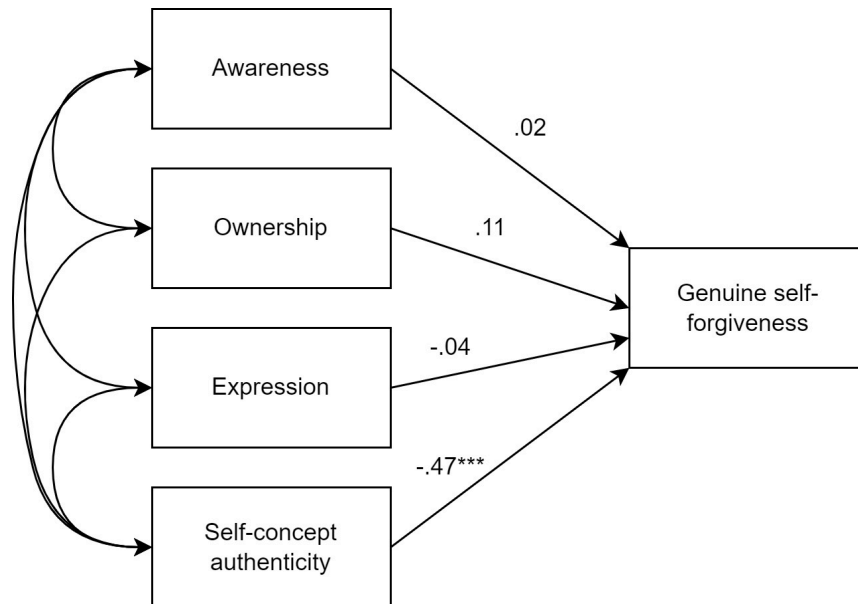 Awareness
.02
Ownership
.11
Genuine self-
forgiveness
Expression
-.04
-.47***
Self-concept
authenticity